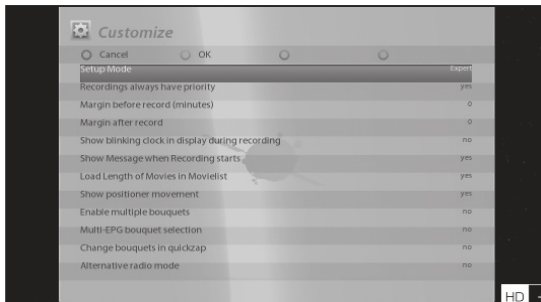 Customize
Cancel OK
Setup Mode Expert
Recordings always have priority yes
Margin before record (minutes) 0
Margin after record 0
Show blinking clock in display during recording no
Show Message when Recording starts yes
Load Length of Movies in Movielist yes
Show positioner movement yes
Enable multiple bouquets no
Multi-EPG bouquet selection no
Change bouquets in quickzap no
Alternative radio mode no
HD